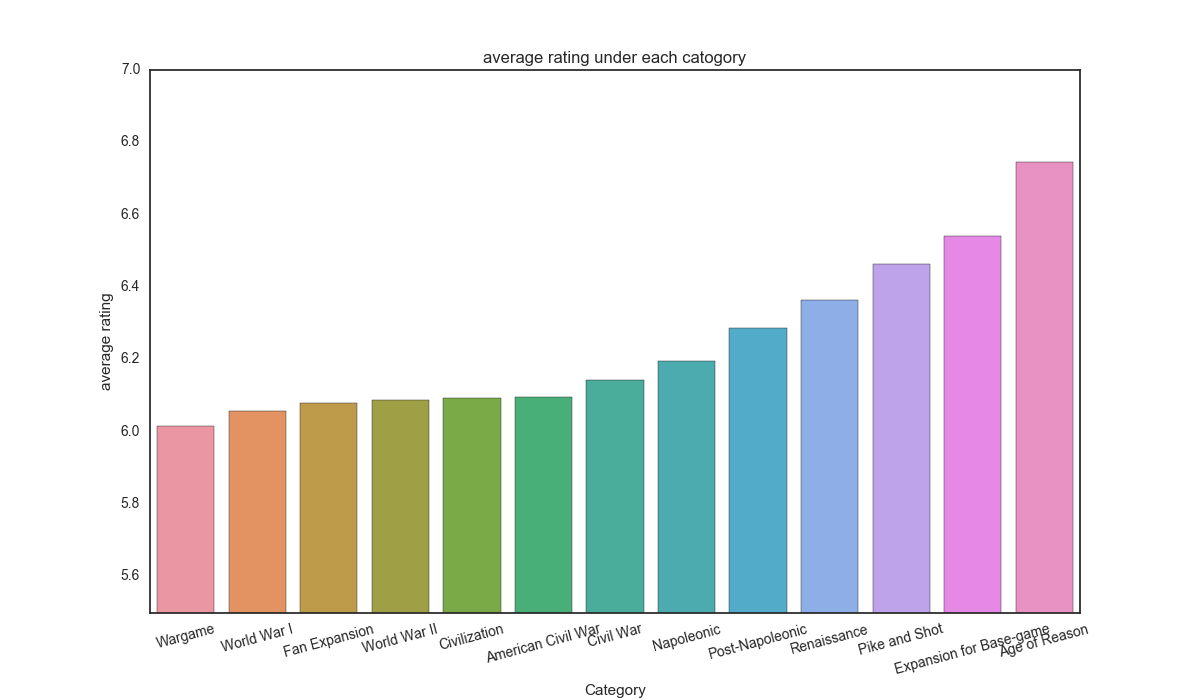 average rating under each catogory
7.0
6.8
6.6
6.4
6.2
6.0
5.8
5.6
average rating
Wargame
World War I
Fan Expansion
World War II
Civilization
American Civil War
Civil War
Napoleonic
Post-Napoleonic
Renaissance
Pike and Shot
Expansion for Base-game
Age of Reason
Category